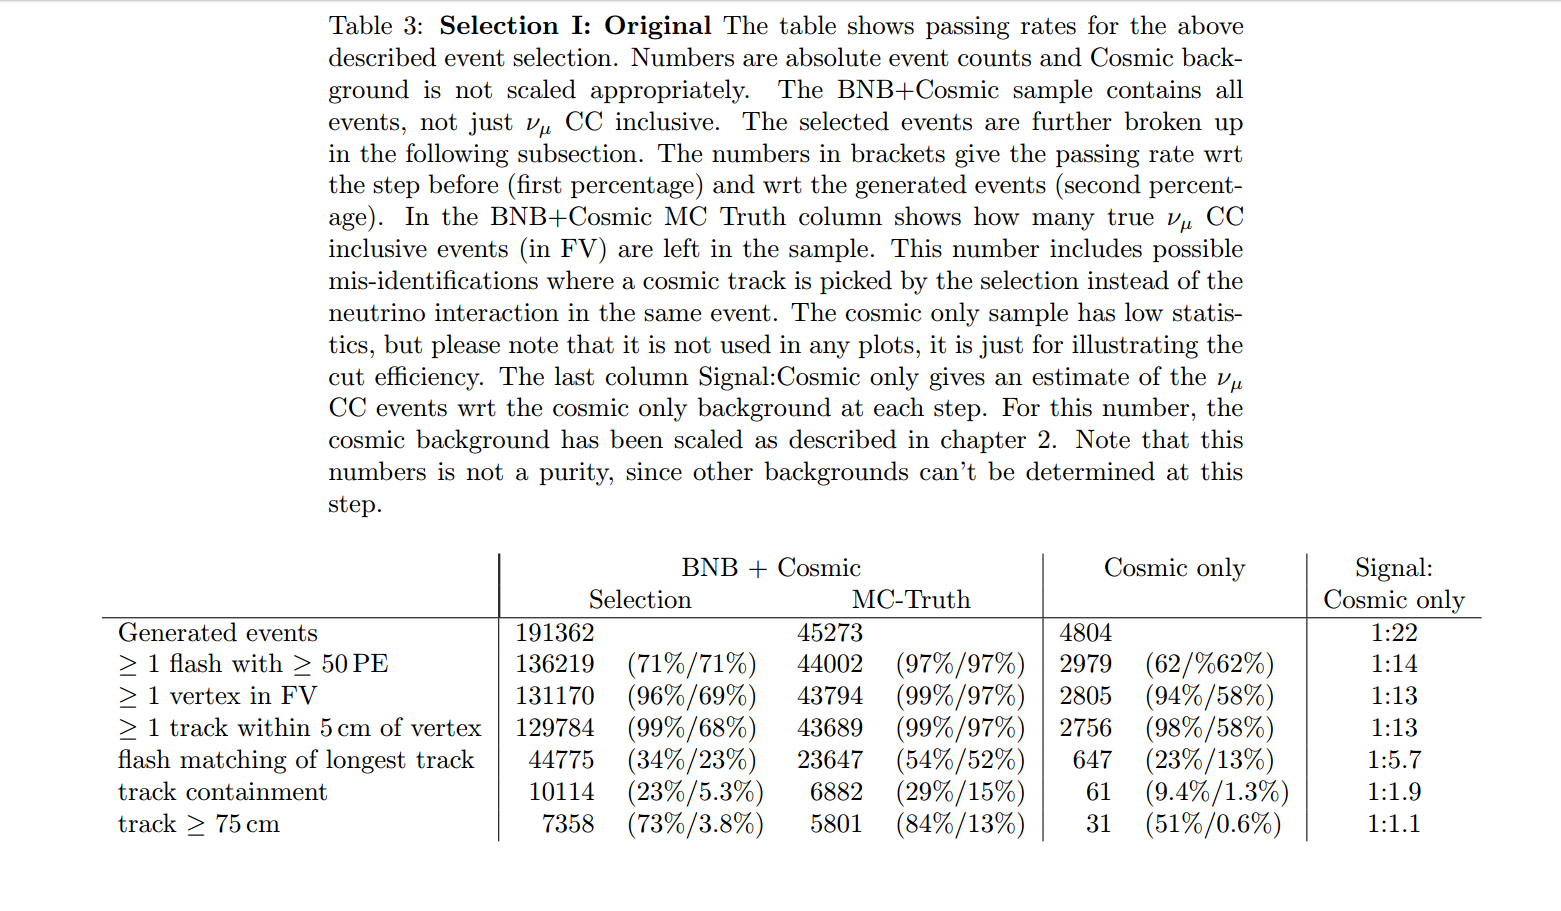 Table 3: Selection I: Original The table shows passing rates for the above
described event selection. Numbers are absolute event counts and Cosmic back-
ground is not scaled appropriately. The BNB+Cosmic sample contains all
events, not just νμ CC inclusive. The selected events are further broken up
in the following subsection. The numbers in brackets give the passing rate wrt
the step before (first percentage) and wrt the generated events (second percent-
age). In the BNB+Cosmic MC Truth column shows how many true νμ CC
inclusive events (in FV) are left in the sample. This number includes possible
mis-identifications where a cosmic track is picked by the selection instead of the
neutrino interaction in the same event. The cosmic only sample has low statis-
tics, but please note that it is not used in any plots, it is just for illustrating the
cut efficiency. The last column Signal:Cosmic only gives an estimate of the νμ
CC events wrt the cosmic only background at each step. For this number, the
cosmic background has been scaled as described in chapter 2. Note that this
numbers is not a purity, since other backgrounds can't be determined at this
step.
BNB + Cosmic Cosmic only Signal:
Selection MC-Truth Cosmic only
Generated events 191362 45273 4804 1:22
≥ 1 flash with ≥ 50 PE 136219 (71%/71%) 44002 (97%/97%) 2979 (62/%62%) 1:14
≥ 1 vertex in FV 131170 (96%/69%) 43794 (99%/97%) 2805 (94%/58%) 1:13
≥ 1 track within 5 cm of vertex 129784 (99%/68%) 43689 (99%/97%) 2756 (98%/58%) 1:13
flash matching of longest track 44775 (34%/23%) 23647 (54%/52%) 647 (23%/13%) 1:5.7
track containment 10114 (23%/5.3%) 6882 (29%/15%) 61 (9.4%/1.3%) 1:1.9
track ≥ 75 cm 7358 (73%/3.8%) 5801 (84%/13%) 31 (51%/0.6%) 1:1.1